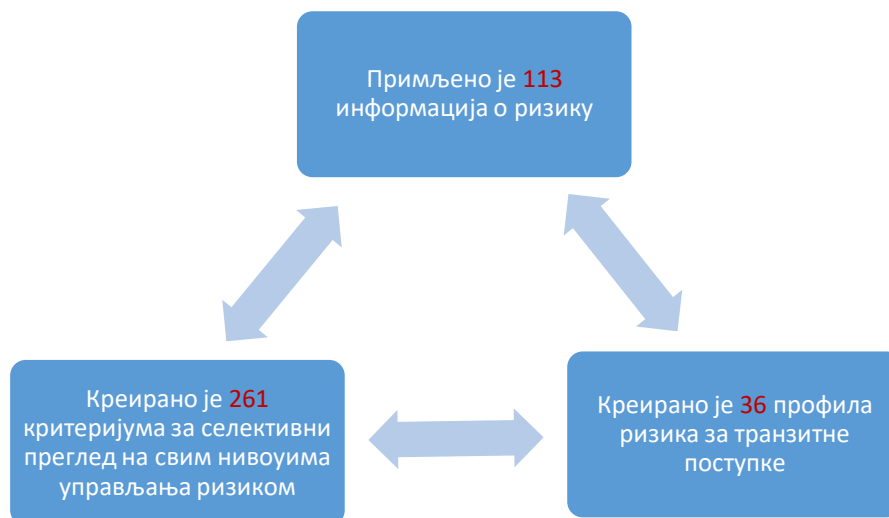 Примљено је 113
информација о ризику
Креирано је 261
критеријума за селективни
преглед на свим нивоуима
управљања ризиком
Креирано је 36 профила
ризика за транзитне
поступке